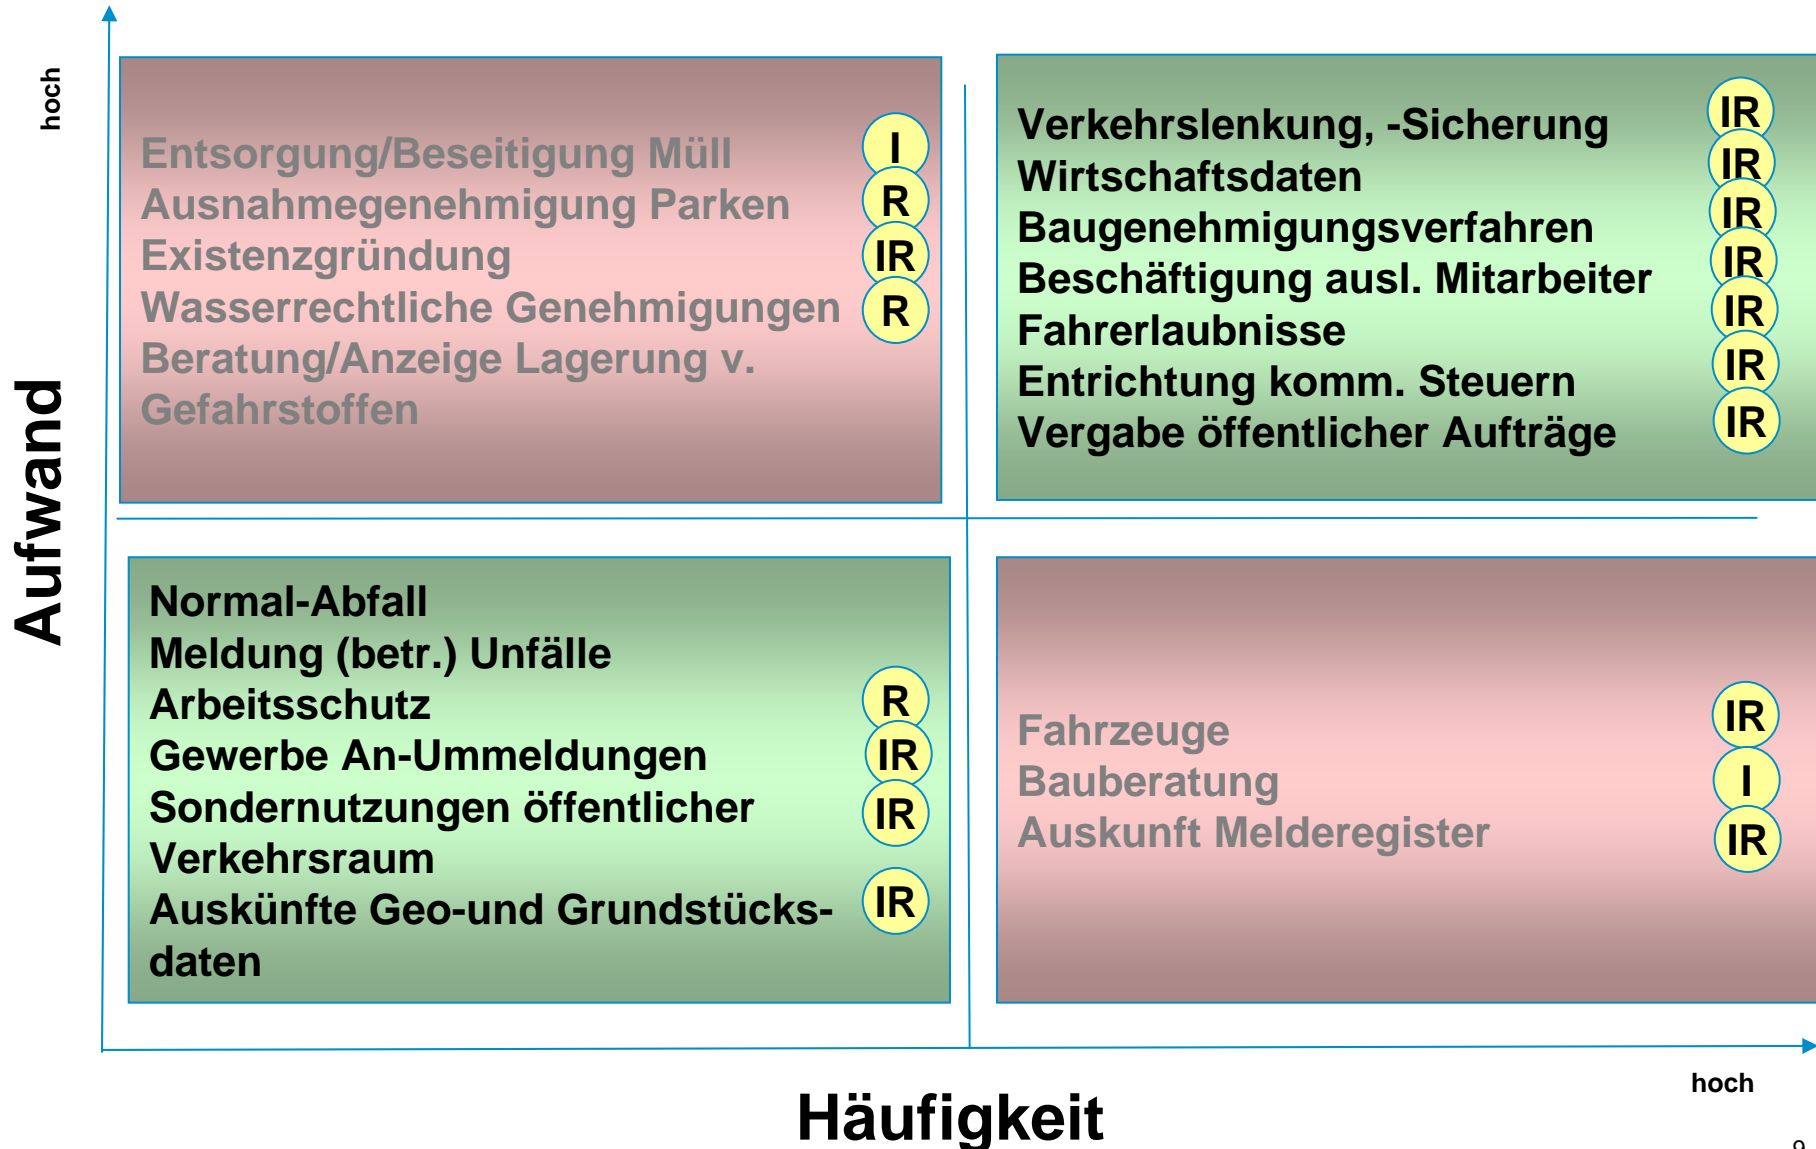 hoch
Aufwand
Entsorgung/Beseitigung Müll I
Ausnahmegenehmigung Parken R
Existenzgründung IR
Wasserrechtliche Genehmigungen R
Beratung/Anzeige Lagerung v.
Gefahrstoffen
Verkehrslenkung, -Sicherung IR
Wirtschaftsdaten IR
Baugenehmigungsverfahren IR
Beschäftigung ausl. Mitarbeiter IR
Fahrerlaubnisse IR
Entrichtung komm. Steuern IR
Vergabe öffentlicher Aufträge IR
Normal-Abfall
Meldung (betr.) Unfälle
Arbeitsschutz R
Gewerbe An-Ummeldungen IR
Sondernutzungen öffentlicher IR
Verkehrsraum
Auskünfte Geo-und Grundstücks- IR
daten
Fahrzeuge IR
Bauberatung I
Auskunft Melderegister IR
hoch
Häufigkeit
9